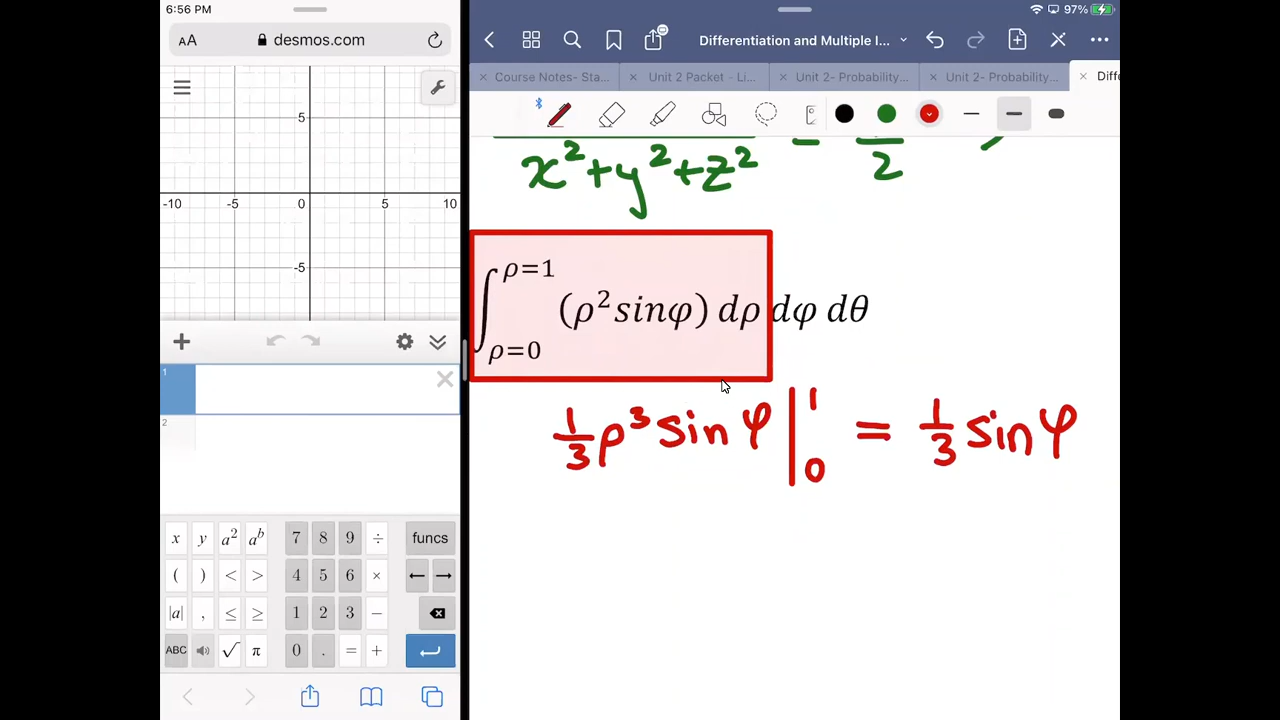 6:56 PM
97%
AA desmos.com
Differentiation and Multiple I...
Course Notes- Sta...
Unit 2 Packet - Li...
Unit 2- Probability...
Unit 2- Probability...
Diffe
5
-10 -5 0 5 10
-5
1
2
x y a² aᵇ 7 8 9 ÷ funcs
( ) < > 4 5 6 × ← →
|a| , ≤ ≥ 1 2 3 −
ABC √ π 0 . = +
x² + y² + z² = 2
∫_{ρ=0}^{ρ=1} (ρ² sinφ) dρ dφ dθ
1/3 ρ³ sin φ |₀¹ = 1/3 sin φ